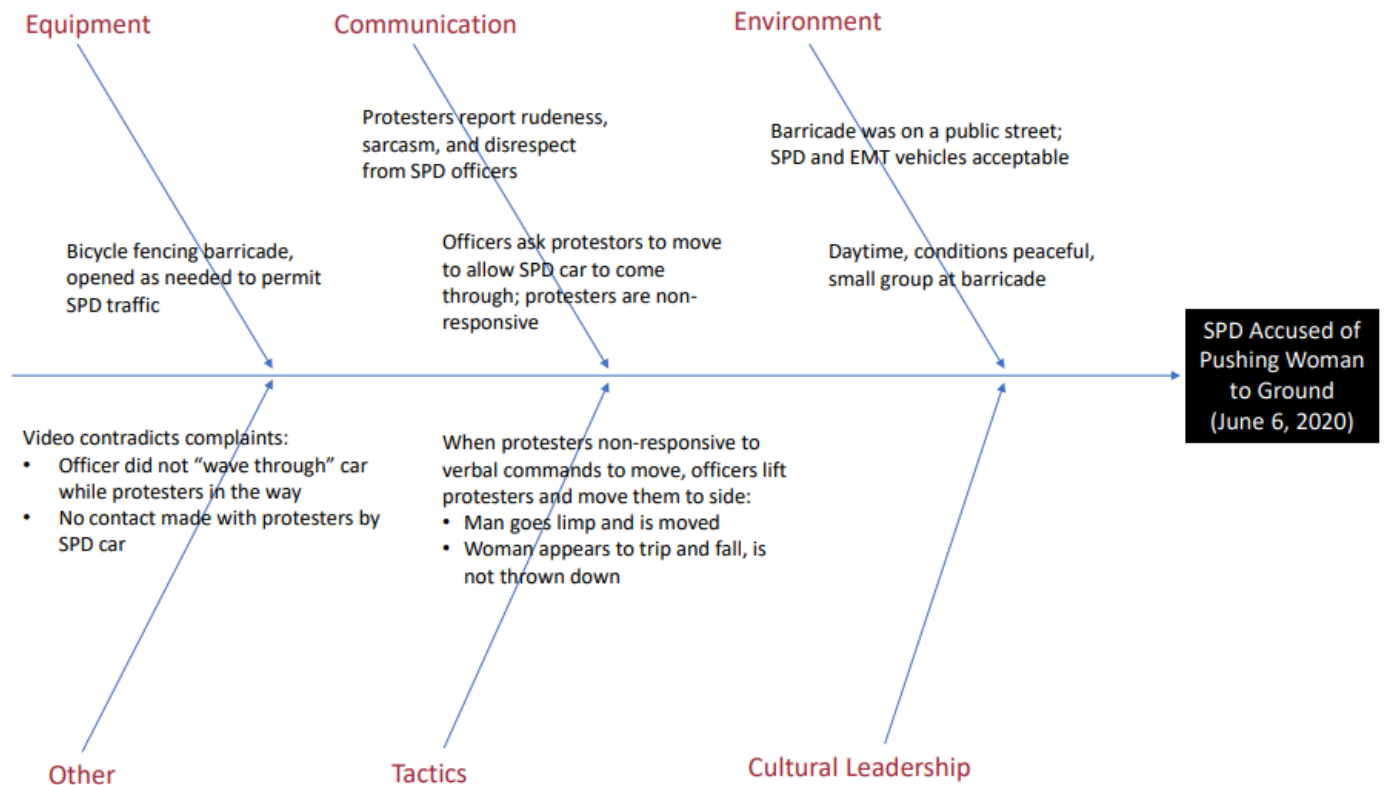 Equipment
Communication
Environment
Protesters report rudeness,
sarcasm, and disrespect
from SPD officers
Barricade was on a public street;
SPD and EMT vehicles acceptable
Bicycle fencing barricade,
opened as needed to permit
SPD traffic
Officers ask protestors to move
to allow SPD car to come
through; protesters are non-
responsive
Daytime, conditions peaceful,
small group at barricade
SPD Accused of
Pushing Woman
to Ground
(June 6, 2020)
Video contradicts complaints:
• Officer did not “wave through” car
while protesters in the way
• No contact made with protesters by
SPD car
When protesters non-responsive to
verbal commands to move, officers lift
protesters and move them to side:
• Man goes limp and is moved
• Woman appears to trip and fall, is
not thrown down
Other
Tactics
Cultural Leadership